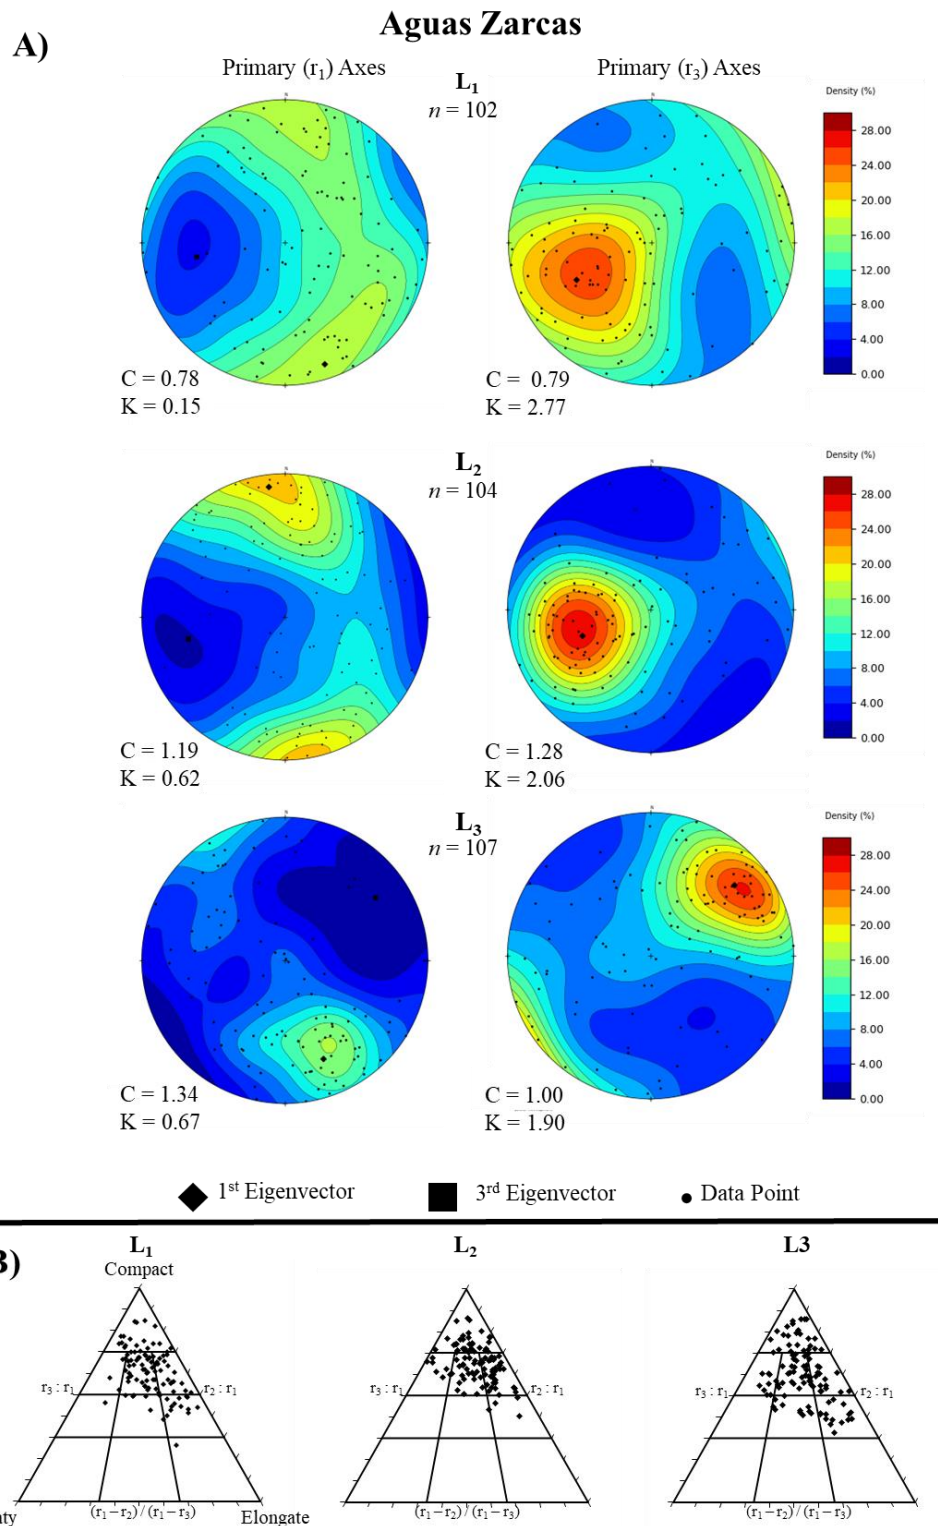 Aguas Zarcas
A)
Primary (r₁) Axes
Primary (r₃) Axes
L₁
n = 102
Density (%)
28.00
24.00
20.00
16.00
12.00
8.00
4.00
0.00
N
N
C = 0.78
K = 0.15
C = 0.79
K = 2.77
L₂
n = 104
Density (%)
28.00
24.00
20.00
16.00
12.00
8.00
4.00
0.00
N
N
C = 1.19
K = 0.62
C = 1.28
K = 2.06
L₃
n = 107
Density (%)
28.00
24.00
20.00
16.00
12.00
8.00
4.00
0.00
N
N
C = 1.34
K = 0.67
C = 1.00
K = 1.90
1ˢᵗ Eigenvector
3ʳᵈ Eigenvector
Data Point
B)
L₁
L₂
L3
Compact
r₃ : r₁
r₂ : r₁
r₃ : r₁
r₂ : r₁
r₃ : r₁
r₂ : r₁
(r₁−r₂)/(r₁−r₃)
(r₁−r₂)/(r₁−r₃)
(r₁−r₂)/(r₁−r₃)
Elongate